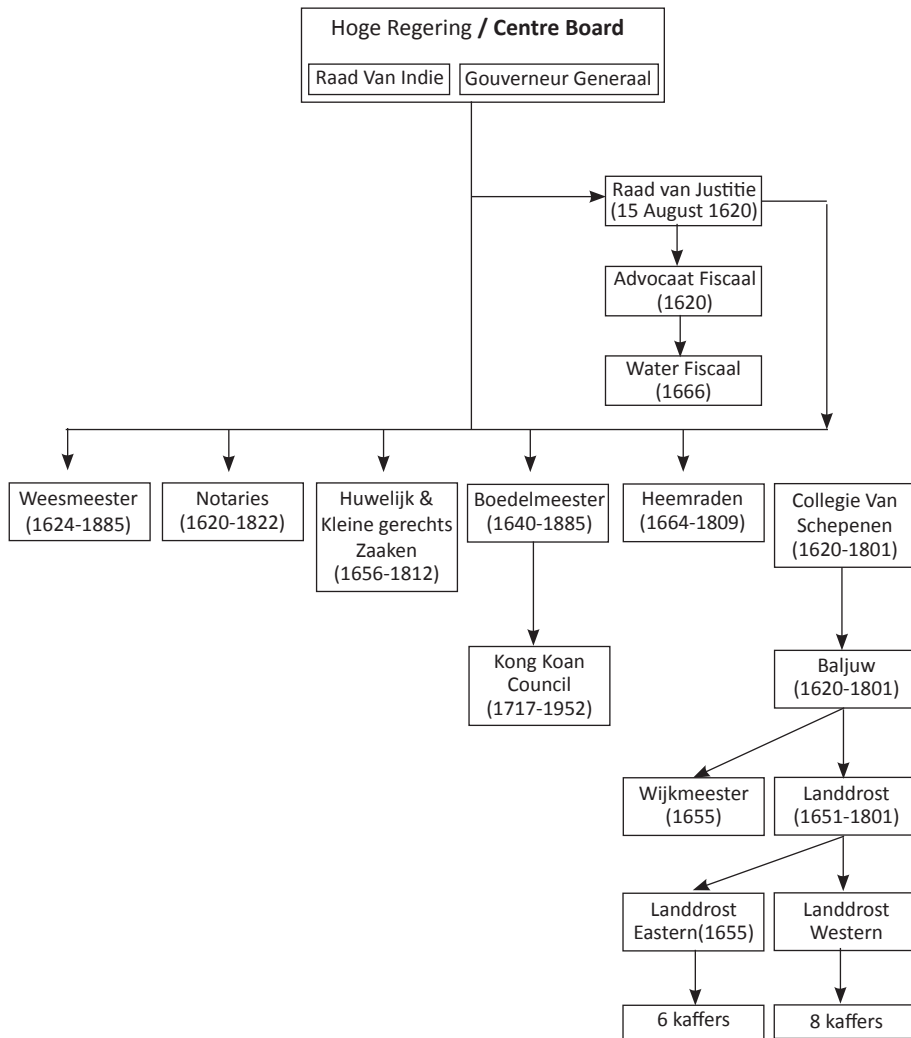 Hoge Regering / Centre Board
Raad Van Indie
Gouverneur Generaal
Raad van Justitie
(15 August 1620)
Advocaat Fiscaal
(1620)
Water Fiscaal
(1666)
Weesmeester
(1624-1885)
Notaries
(1620-1822)
Huwelijk &
Kleine gerechts
Zaaken
(1656-1812)
Boedelmeester
(1640-1885)
Heemraden
(1664-1809)
Collegie Van
Schepenen
(1620-1801)
Kong Koan
Council
(1717-1952)
Baljuw
(1620-1801)
Wijkmeester
(1655)
Landdrost
(1651-1801)
Landdrost
Eastern(1655)
Landdrost
Western
6 kaffers
8 kaffers